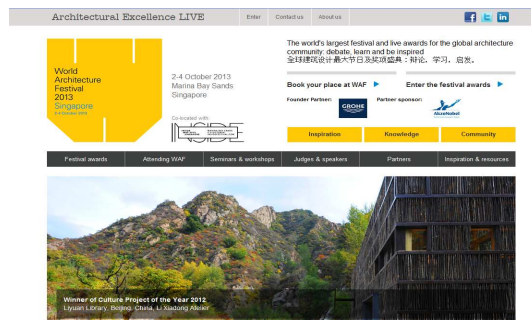 Architectural Excellence LIVE
Enter
Contact us
About us
World
Architecture
Festival
2013
Singapore
2-4 October 2013
2-4 October 2013
Marina Bay Sands
Singapore
Co-located with
INSIDE
The world's largest festival and live awards for the global architecture
community: debate, learn and be inspired
全球建筑设计最大节日及奖项盛典：辩论，学习，启发。
Book your place at WAF
Enter the festival awards
Founder Partner:
GROHE
Partner sponsor:
AkzoNobel
Inspiration
Knowledge
Community
Festival awards
Attending WAF
Seminars & workshops
Judges & speakers
Partners
Inspiration & resources
Winner of Culture Project of the Year 2012
Liyuan Library, Beijing, China, Li Xiaodong Atelier